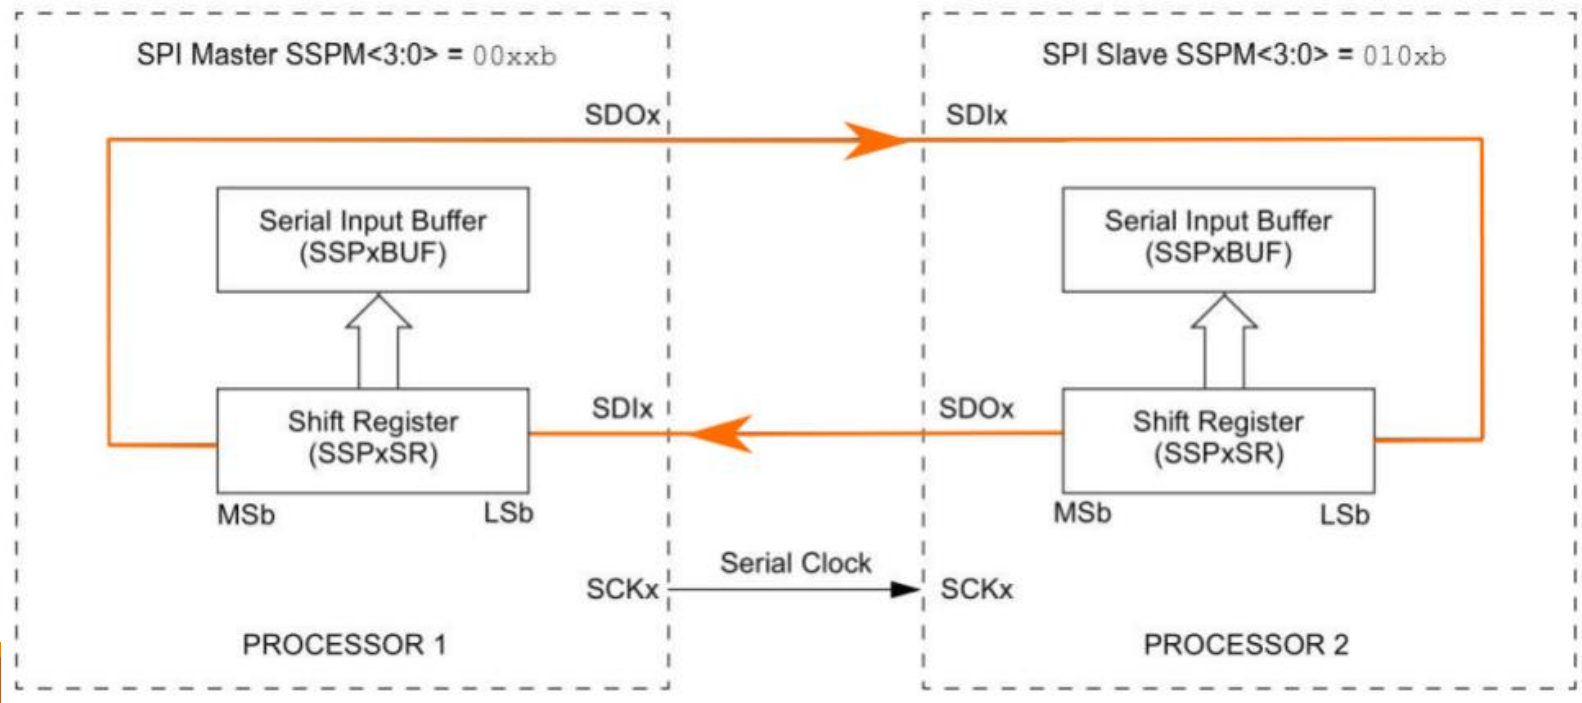 SPI Master SSPM<3:0> = 00xxb
SDOx
Serial Input Buffer
(SSPxBUF)
Shift Register
(SSPxSR)
MSb
LSb
SDIx
SCKx
PROCESSOR 1
Serial Clock
SPI Slave SSPM<3:0> = 010xb
SDIx
Serial Input Buffer
(SSPxBUF)
SDOx
Shift Register
(SSPxSR)
MSb
LSb
SCKx
PROCESSOR 2